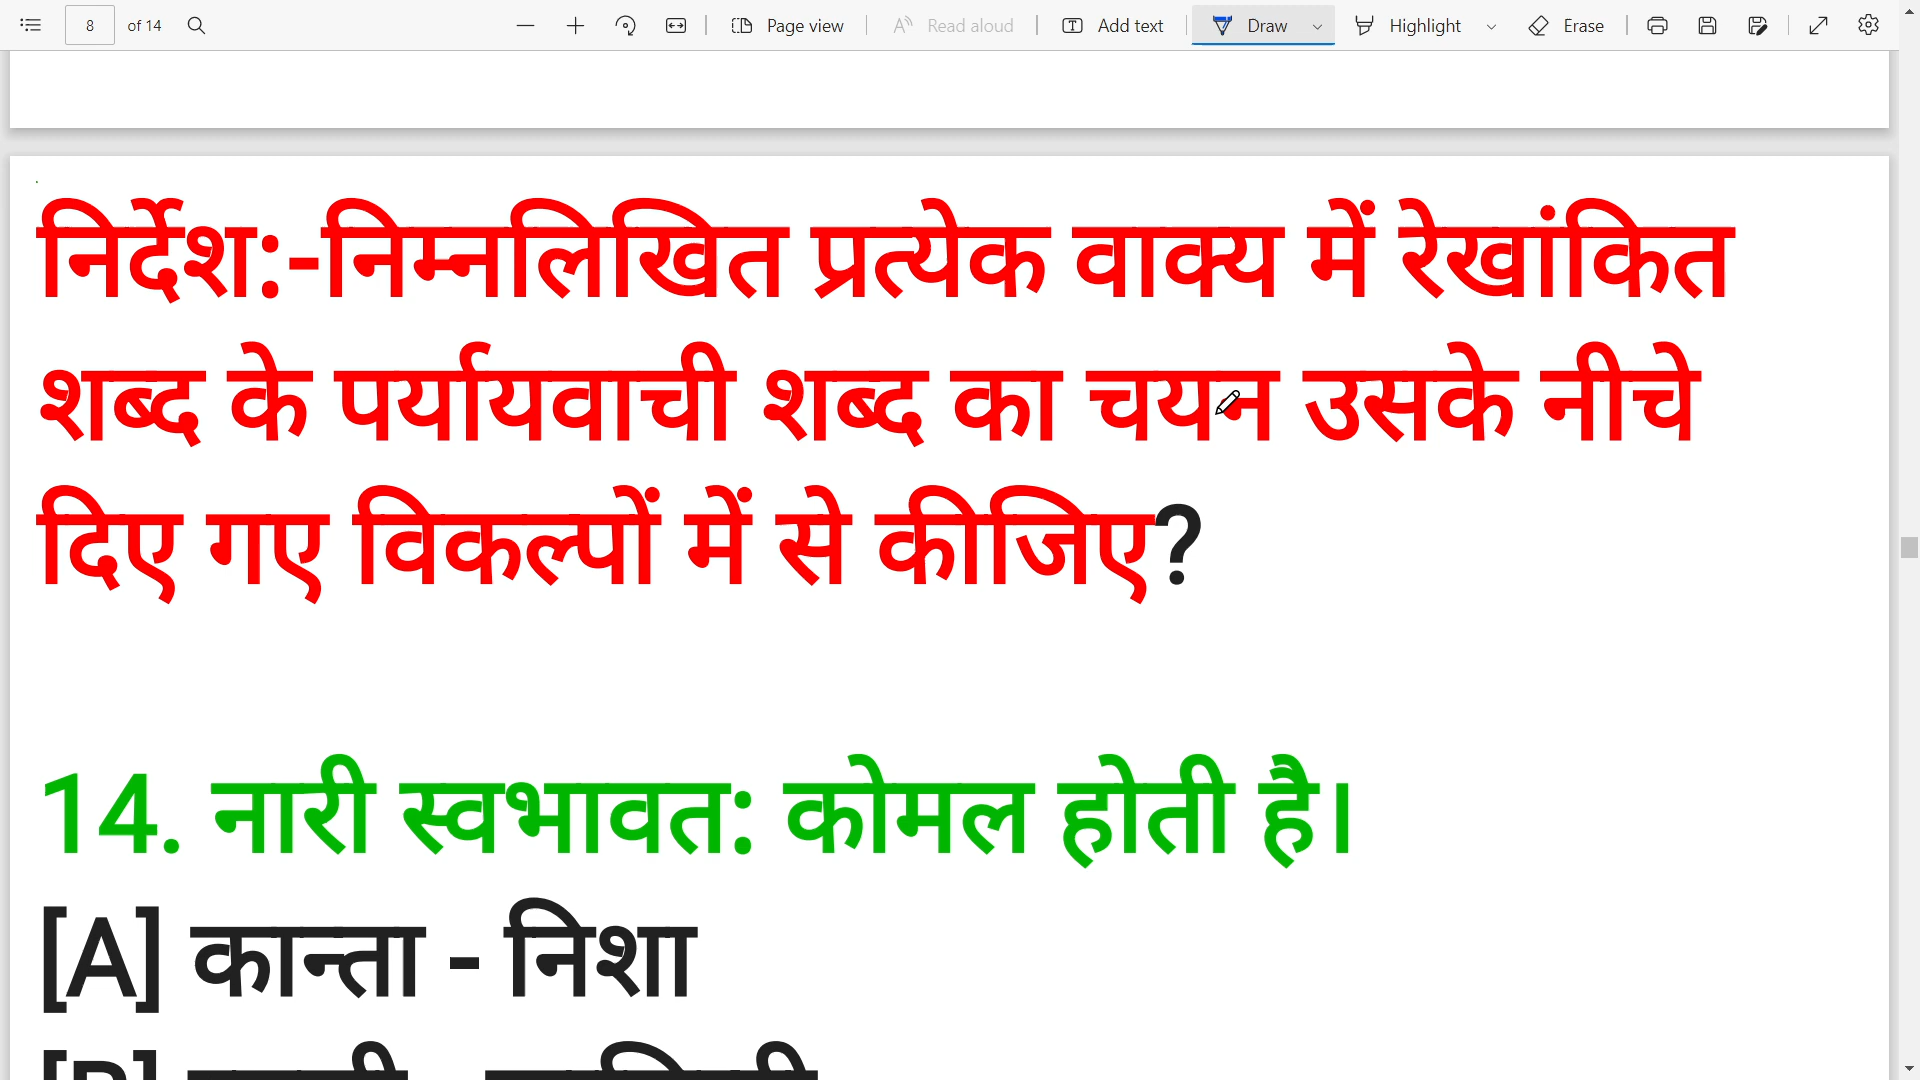 8 of 14 Page view Read aloud Add text Draw Highlight Erase
निर्देश:-निम्नलिखित प्रत्येक वाक्य में रेखांकित
शब्द के पर्यायवाची शब्द का चयन उसके नीचे
दिए गए विकल्पों में से कीजिए?
14. नारी स्वभावत: कोमल होती है।
[A] कान्ता - निशा